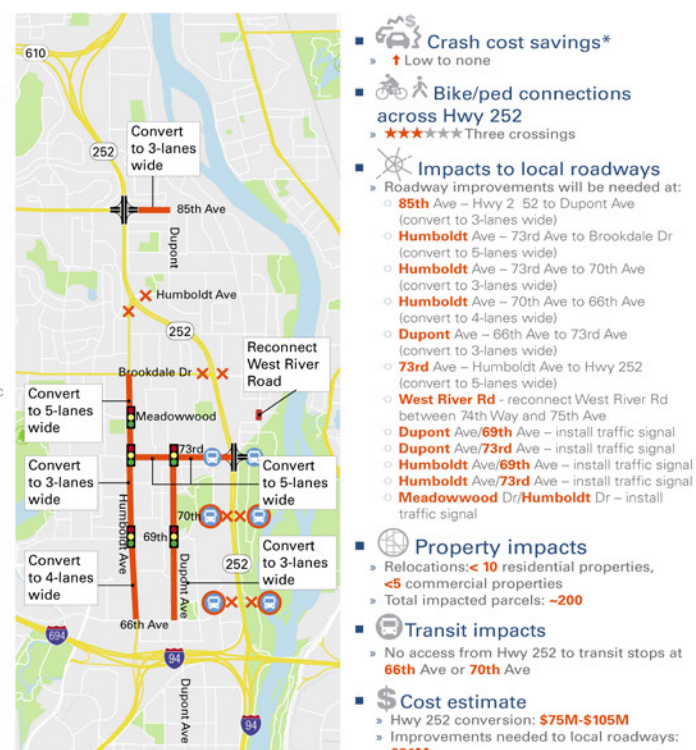 610
252
Convert
to 3-lanes
wide
85th Ave
Dupont
Humboldt Ave
252
Reconnect
West River
Road
Brookdale Dr
Convert
to 5-lanes
wide
Meadowwood
73rd
Convert
to 3-lanes
wide
Convert
to 5-lanes
wide
Humboldt Ave
70th
69th
252
Convert
to 4-lanes
wide
Dupont Ave
Convert
to 3-lanes
wide
66th Ave
694
94
Dupont Ave
94
c
Crash cost savings*
» ↑ Low to none
Bike/ped connections
across Hwy 252
» ★★★★★★ Three crossings
Impacts to local roadways
» Roadway improvements will be needed at:
○ 85th Ave – Hwy 2 52 to Dupont Ave
(convert to 3-lanes wide)
○ Humboldt Ave – 73rd Ave to Brookdale Dr
(convert to 5-lanes wide)
○ Humboldt Ave – 73rd Ave to 70th Ave
(convert to 3-lanes wide)
○ Humboldt Ave – 70th Ave to 66th Ave
(convert to 4-lanes wide)
○ Dupont Ave – 66th Ave to 73rd Ave
(convert to 3-lanes wide)
○ 73rd Ave – Humboldt Ave to Hwy 252
(convert to 5-lanes wide)
○ West River Rd - reconnect West River Rd
between 74th Way and 75th Ave
○ Dupont Ave/69th Ave – install traffic signal
○ Dupont Ave/73rd Ave – install traffic signal
○ Humboldt Ave/69th Ave – install traffic signal
○ Humboldt Ave/73rd Ave – install traffic signal
○ Meadowwood Dr/Humboldt Dr – install
traffic signal
Property impacts
» Relocations:< 10 residential properties,
<5 commercial properties
» Total impacted parcels: ~200
Transit impacts
» No access from Hwy 252 to transit stops at
66th Ave or 70th Ave
$ Cost estimate
» Hwy 252 conversion: $75M-$105M
» Improvements needed to local roadways: